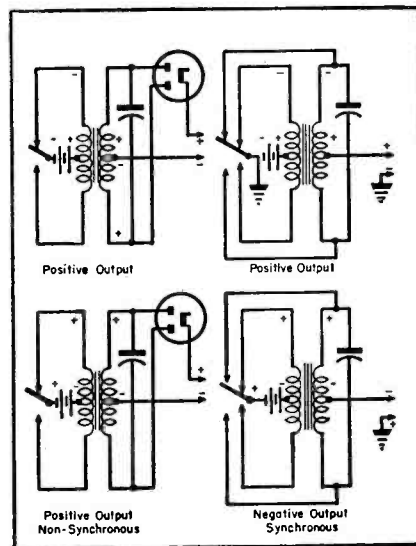 Positive Output
Positive Output
Positive Output
Non-Synchronous
Negative Output
Synchronous